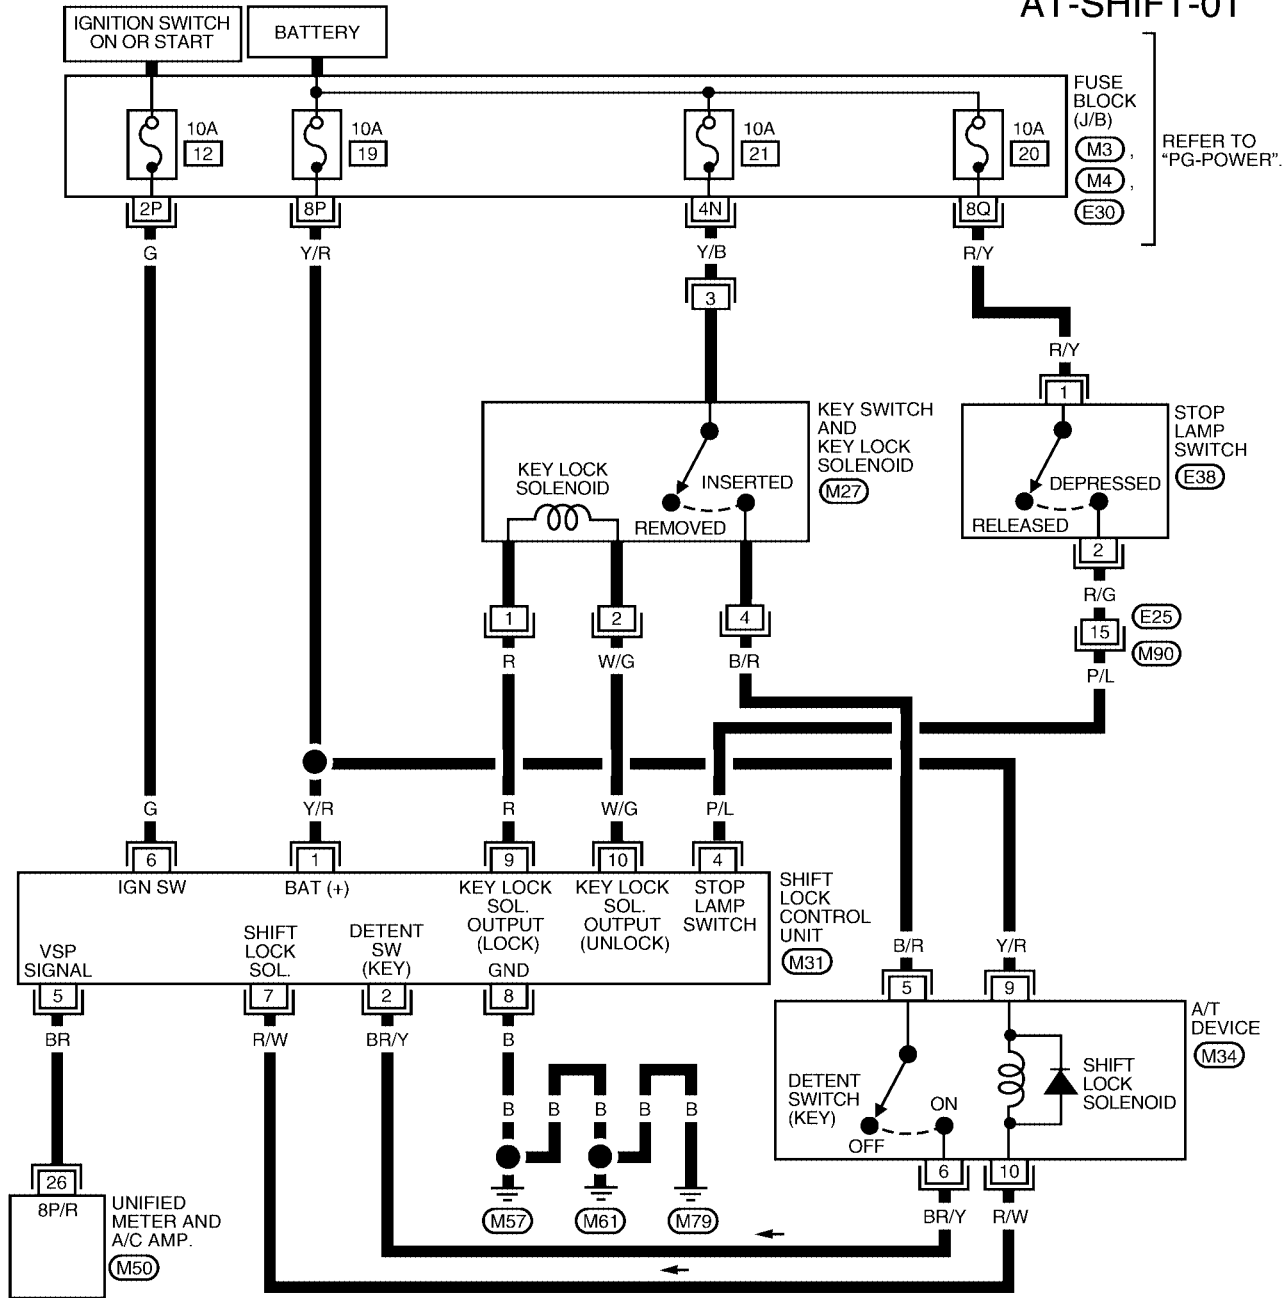 AT-SHIFT-01
IGNITION SWITCH
ON OR START
BATTERY
10A
12
10A
19
10A
21
10A
20
FUSE
BLOCK
(J/B)
M3 ,
M4 ,
E30
REFER TO
"PG-POWER".
2P
8P
4N
8Q
G
Y/R
Y/B
R/Y
3
R/Y
1
KEY SWITCH
AND
KEY LOCK
SOLENOID
M27
KEY LOCK
SOLENOID
INSERTED
REMOVED
STOP
LAMP
SWITCH
E38
DEPRESSED
RELEASED
2
R/G
1
2
4
15
E25
M90
R
W/G
B/R
P/L
G
Y/R
R
W/G
P/L
6
1
9
10
4
IGN SW
BAT (+)
KEY LOCK
SOL.
OUTPUT
(LOCK)
KEY LOCK
SOL.
OUTPUT
(UNLOCK)
STOP
LAMP
SWITCH
SHIFT
LOCK
CONTROL
UNIT
M31
VSP
SIGNAL
SHIFT
LOCK
SOL.
DETENT
SW
(KEY)
GND
B/R
Y/R
5
7
2
8
5
9
BR
R/W
BR/Y
B
A/T
DEVICE
M34
DETENT
SWITCH
(KEY)
ON
OFF
SHIFT
LOCK
SOLENOID
B
B
B
B
B
6
10
M57
M61
M79
BR/Y
R/W
26
8P/R
UNIFIED
METER AND
A/C AMP.
M50